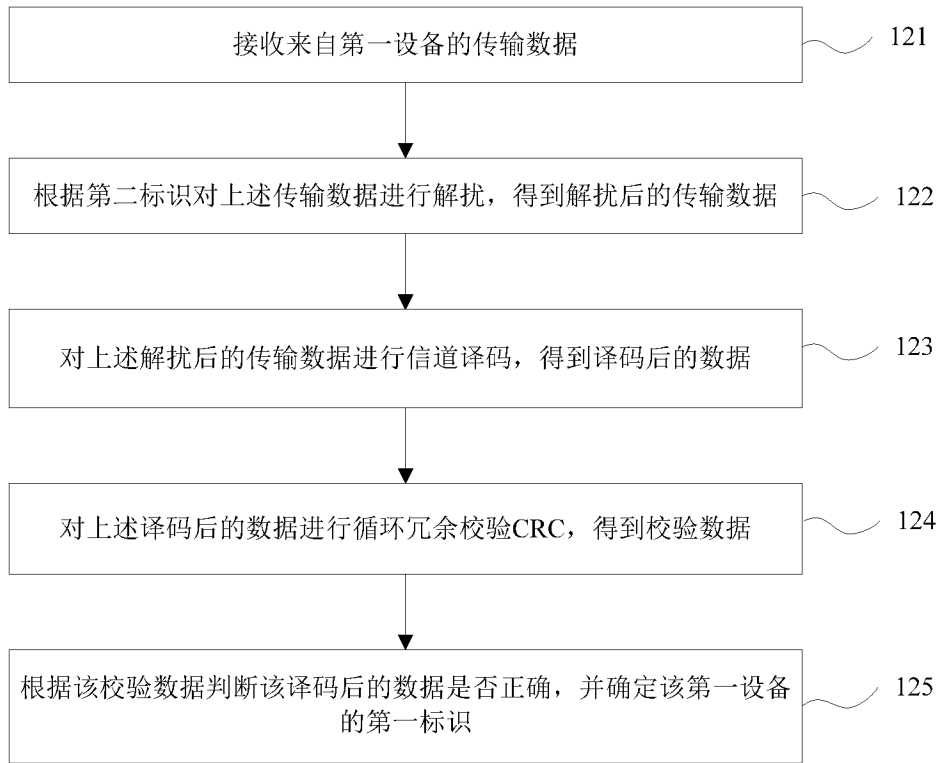 接收来自第一设备的传输数据
121
根据第二标识对上述传输数据进行解扰，得到解扰后的传输数据
122
对上述解扰后的传输数据进行信道译码，得到译码后的数据
123
对上述译码后的数据进行循环冗余校验CRC，得到校验数据
124
根据该校验数据判断该译码后的数据是否正确，并确定该第一设备
的第一标识
125